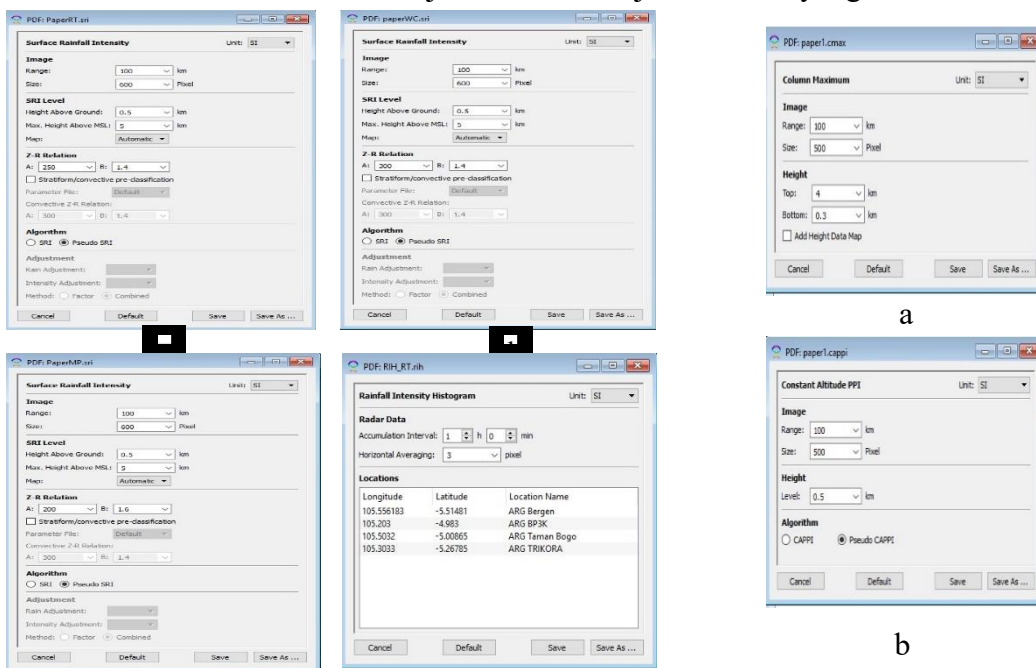 PDF: PaperRT.sri
Surface Rainfall Intensity Unit: SI
Image
Range: 100 km
Size: 600 Pixel
SRI Level
Height Above Ground: 0.5 km
Max. Height Above MSL: 5 km
Map: Automatic
Z-R Relation
A: 250 B: 1.4
Stratiform/convective pre-classification
Parameter File: Default
Convective Z-R Relation:
A: 300 B: 1.4
Algorithm
SRI Pseudo SRI
Adjustment
Rain Adjustment:
Intensity Adjustment:
Method: Factor Combined
Cancel Default Save Save As ...
PDF: paperWC.sri
Surface Rainfall Intensity Unit: SI
Image
Range: 100 km
Size: 600 Pixel
SRI Level
Height Above Ground: 0.5 km
Max. Height Above MSL: 5 km
Map: Automatic
Z-R Relation
A: 300 B: 1.4
Stratiform/convective pre-classification
Parameter File: Default
Convective Z-R Relation:
A: 300 B: 1.4
Algorithm
SRI Pseudo SRI
Adjustment
Rain Adjustment:
Intensity Adjustment:
Method: Factor Combined
Cancel Default Save Save As ...
PDF: paper1.cmax
Column Maximum Unit: SI
Image
Range: 100 km
Size: 500 Pixel
Height
Top: 4 km
Bottom: 0.3 km
Add Height Data Map
Cancel Default Save Save As ...
a
PDF: PaperMP.sri
Surface Rainfall Intensity Unit: SI
Image
Range: 100 km
Size: 600 Pixel
SRI Level
Height Above Ground: 0.5 km
Max. Height Above MSL: 5 km
Map: Automatic
Z-R Relation
A: 200 B: 1.6
Stratiform/convective pre-classification
Parameter File: Default
Convective Z-R Relation:
A: 300 B: 1.4
Algorithm
SRI Pseudo SRI
Adjustment
Rain Adjustment:
Intensity Adjustment:
Method: Factor Combined
Cancel Default Save Save As ...
PDF: RIH_RT.rih
Rainfall Intensity Histogram Unit: SI
Radar Data
Accumulation Interval: 1 h 0 min
Horizontal Averaging: 3 pixel
Locations
Longitude Latitude Location Name
105.556183 -5.51481 ARG Bergen
105.203 -4.983 ARG BP3K
105.5032 -5.00865 ARG Taman Bogo
105.3033 -5.26785 ARG TRIKORA
Cancel Default Save Save As ...
PDF: paper1.cappi
Constant Altitude PPI Unit: SI
Image
Range: 100 km
Size: 500 Pixel
Height
Level: 0.5 km
Algorithm
CAPPI Pseudo CAPPI
Cancel Default Save Save As ...
b